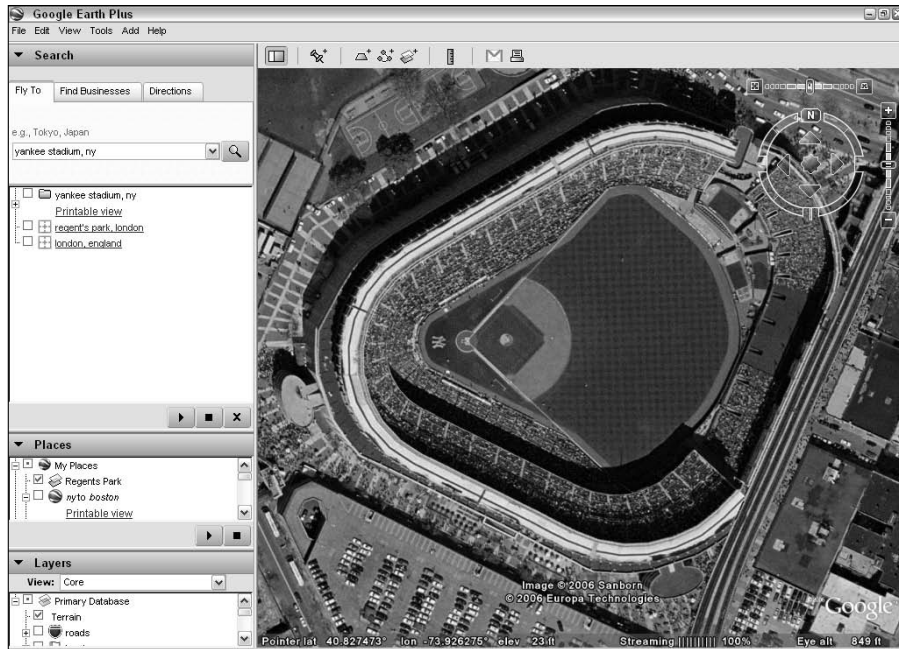 Google Earth Plus
File Edit View Tools Add Help
Search
Fly To Find Businesses Directions
e.g., Tokyo, Japan
yankee stadium, ny
yankee stadium, ny
Printable view
regent's park, london
london, england
Places
My Places
Regents Park
ny to boston
Printable view
Layers
View: Core
Primary Database
Terrain
roads
N
Image © 2006 Sanborn
© 2006 Europa Technologies
Google
Pointer lat 40.827473° lon -73.926275° elev 23 ft Streaming ||||||||| 100% Eye alt 849 ft